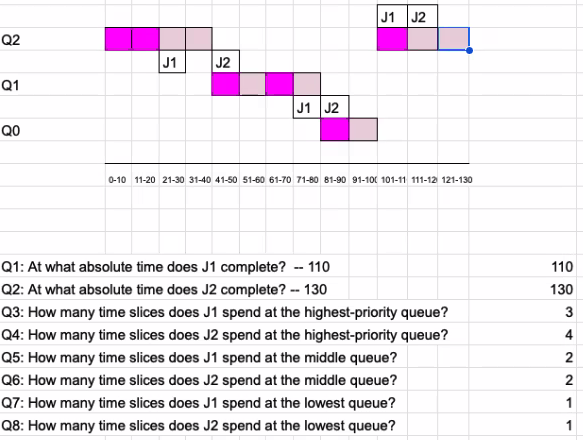 J1 J2
Q2
J1 J2
Q1
J1 J2
Q0
0-10 11-20 21-30 31-40 41-50 51-60 61-70 71-80 81-90 91-100 101-11 111-12 121-130
Q1: At what absolute time does J1 complete? -- 110 110
Q2: At what absolute time does J2 complete? -- 130 130
Q3: How many time slices does J1 spend at the highest-priority queue? 3
Q4: How many time slices does J2 spend at the highest-priority queue? 4
Q5: How many time slices does J1 spend at the middle queue? 2
Q6: How many time slices does J2 spend at the middle queue? 2
Q7: How many time slices does J1 spend at the lowest queue? 1
Q8: How many time slices does J2 spend at the lowest queue? 1